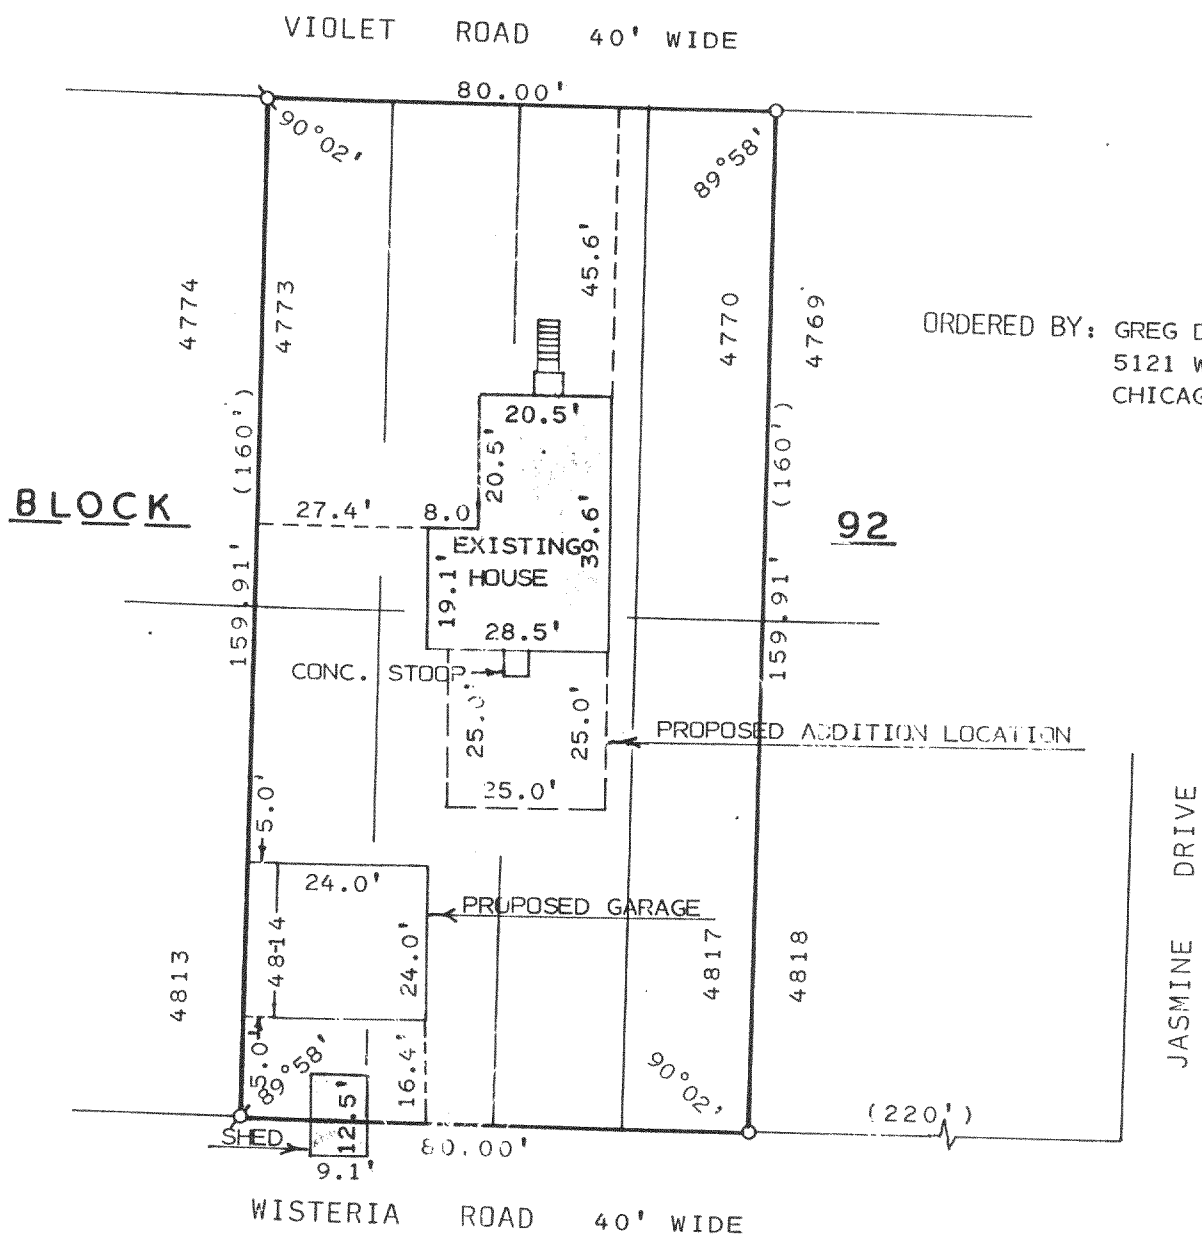 VIOLET ROAD 40' WIDE
80.00'
90°02'
89°58'
45.6'
4774
4773
4770
4769
ORDERED BY: GREG D
5121 W
CHICAG
(160')
(160')
20.5'
20.5'
BLOCK
27.4'
8.0
39.6'
92
EXISTING
HOUSE
19.1'
159.91'
159.91'
28.5'
CONC. STOOP
25.0'
25.0'
PROPOSED ADDITION LOCATION
25.0'
5.0'
24.0'
PROPOSED GARAGE
JASMINE DRIVE
4813
4814
24.0'
4817
4818
5.0'
89°58'
16.4'
90°02'
(220')
SHED
12.5'
80.00'
9.1'
WISTERIA ROAD 40' WIDE